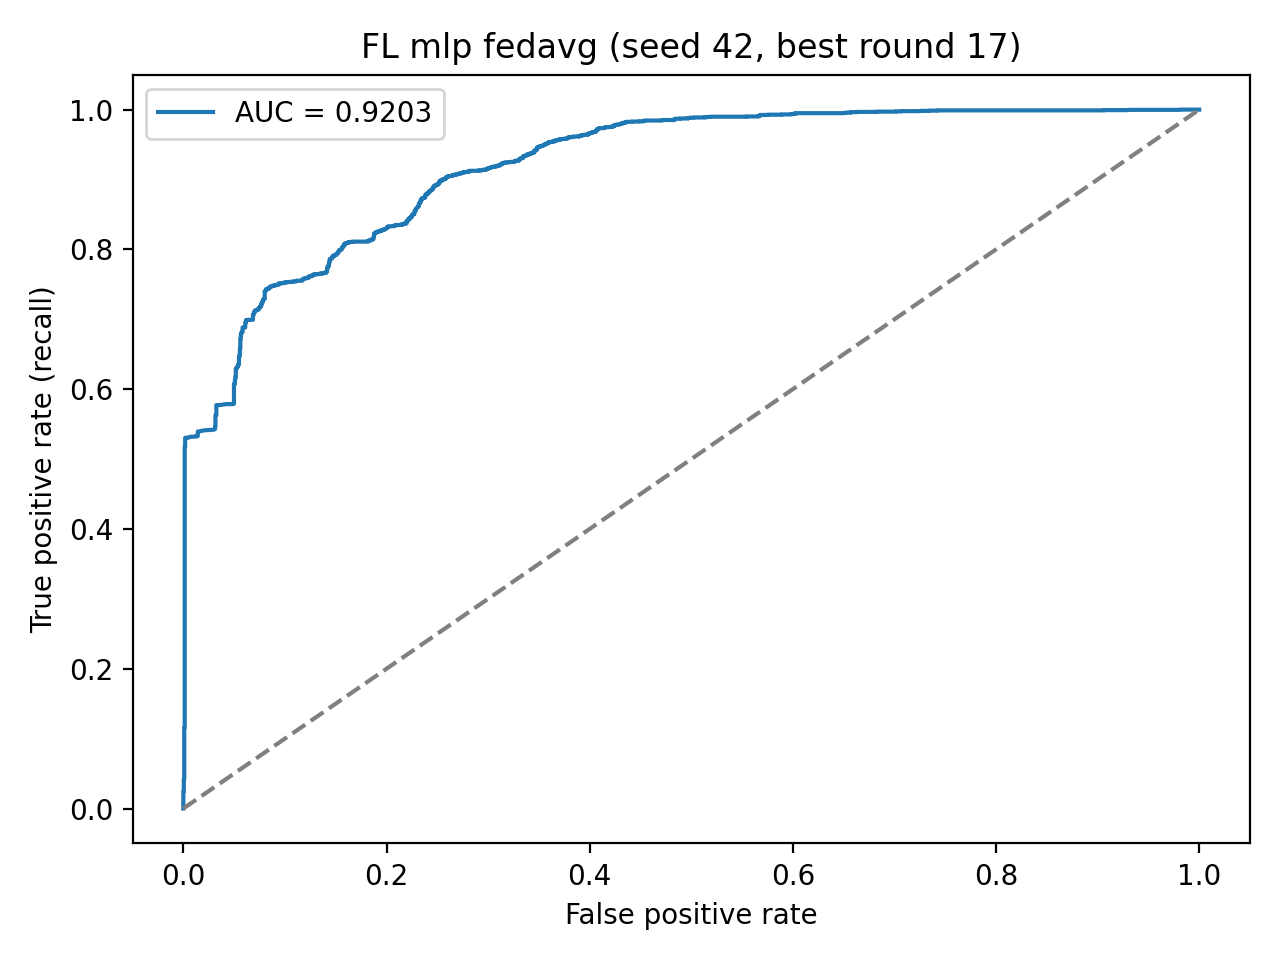 FL mlp fedavg (seed 42, best round 17)
AUC = 0.9203
1.0
0.8
0.6
0.4
0.2
0.0
True positive rate (recall)
0.0 0.2 0.4 0.6 0.8 1.0
False positive rate